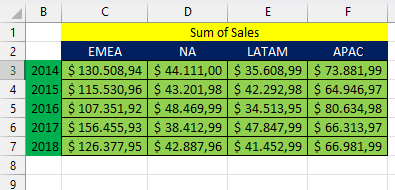 B C D E F
1 Sum of Sales
2 EMEA NA LATAM APAC
3 2014 $ 130.508,94 $ 44.111,00 $ 35.608,99 $ 73.881,99
4 2015 $ 115.530,96 $ 43.201,98 $ 42.292,98 $ 64.946,97
5 2016 $ 107.351,92 $ 48.469,99 $ 34.513,95 $ 80.634,98
6 2017 $ 156.455,93 $ 38.412,99 $ 47.847,99 $ 66.313,97
7 2018 $ 126.377,95 $ 42.887,96 $ 41.452,99 $ 66.981,99
8
9